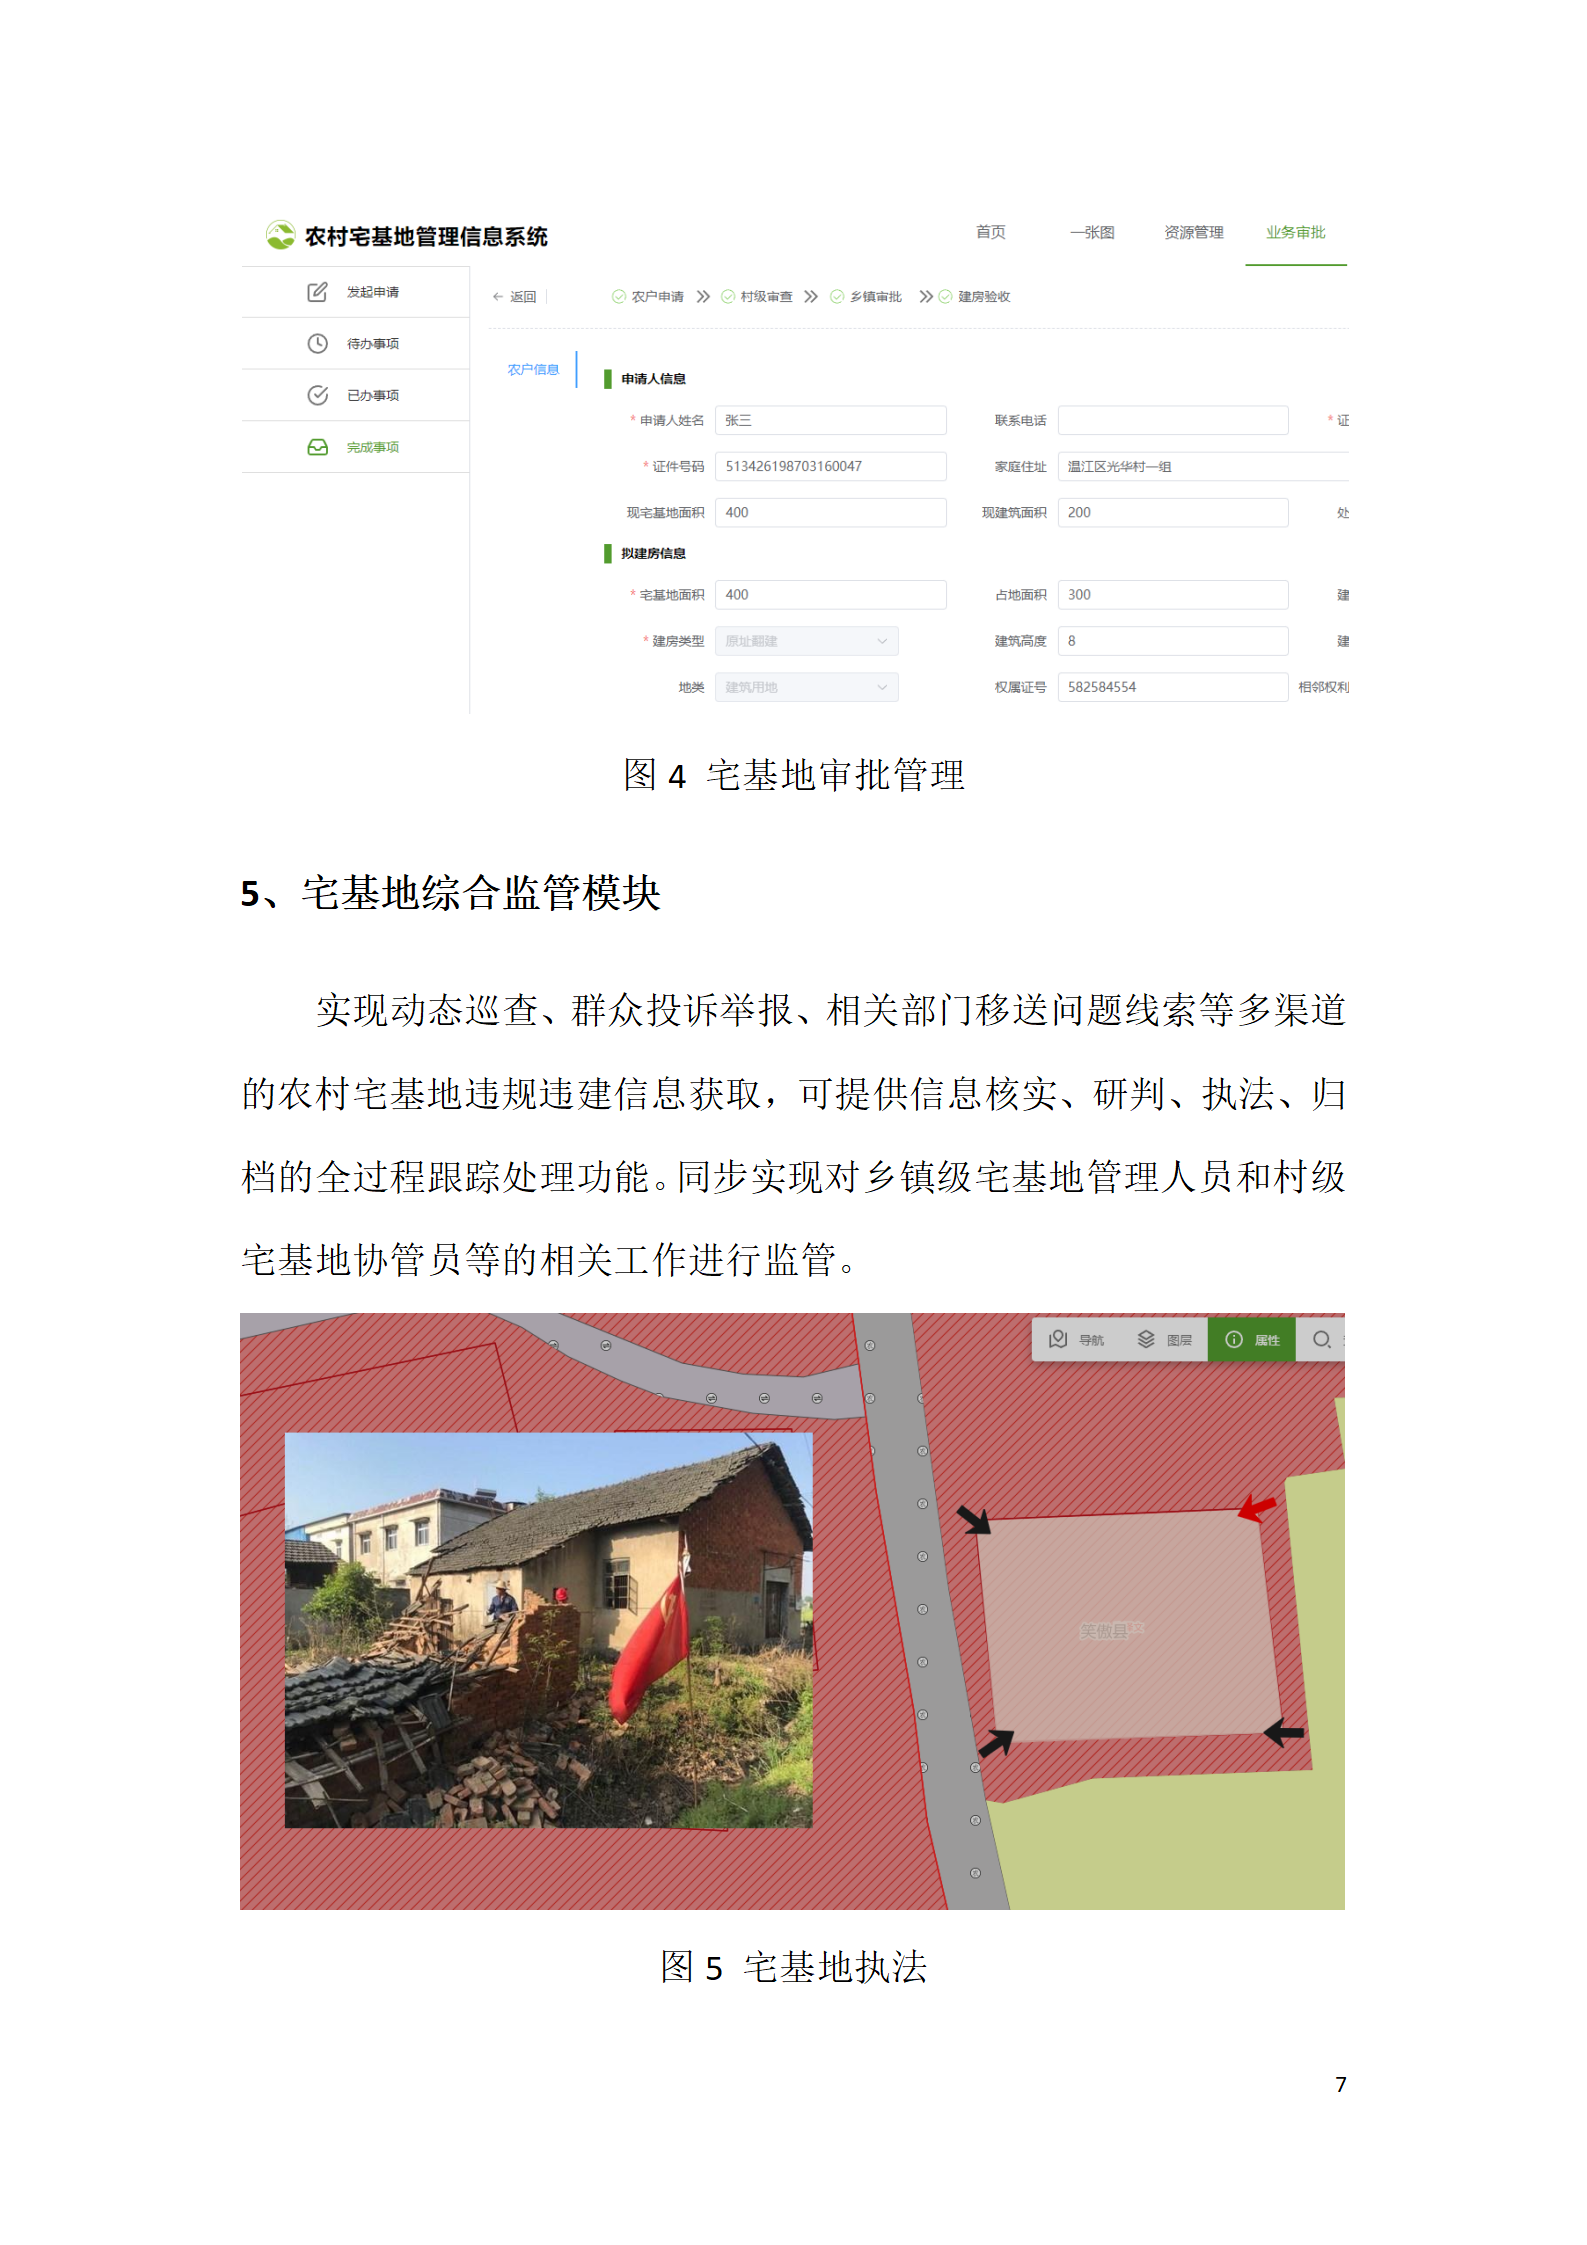 农村宅基地管理信息系统
首页 一张图 资源管理 业务审批
发起申请
待办事项
已办事项
完成事项
返回 农户申请 村级审查 乡镇审批 建房验收
农户信息
申请人信息
* 申请人姓名 张三 联系电话 * 证
* 证件号码 513426198703160047 家庭住址 温江区光华村一组
现宅基地面积 400 现建筑面积 200 处
拟建房信息
* 宅基地面积 400 占地面积 300 建
* 建房类型 原址翻建 建筑高度 8 建
地类 建筑用地 权属证号 582584554 相邻权利
图 4 宅基地审批管理
5、宅基地综合监管模块
实现动态巡查、群众投诉举报、相关部门移送问题线索等多渠道
的农村宅基地违规违建信息获取，可提供信息核实、研判、执法、归
档的全过程跟踪处理功能。同步实现对乡镇级宅基地管理人员和村级
宅基地协管员等的相关工作进行监管。
导航 图层 属性
笑傲县
图 5 宅基地执法
7